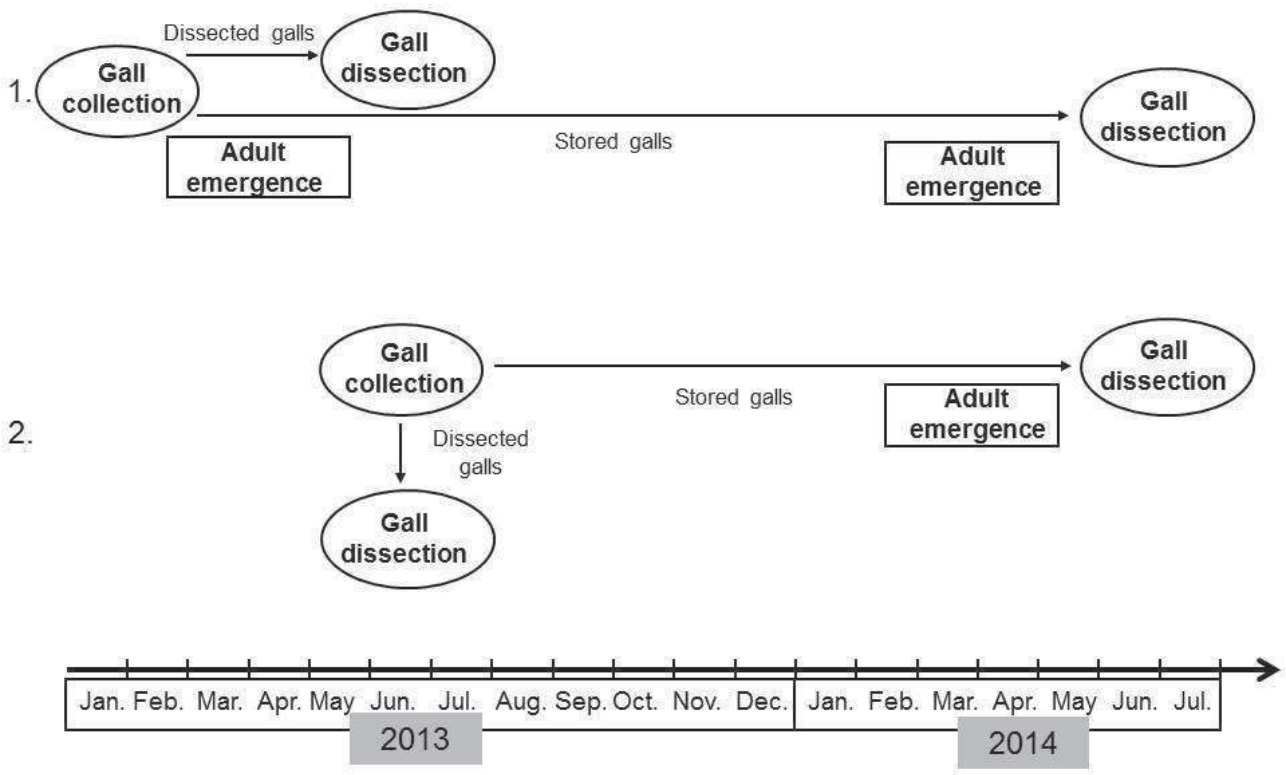 Dissected galls
1.
Gall
collection
Gall
dissection
Stored galls
Gall
dissection
Adult
emergence
Adult
emergence
2.
Gall
collection
Stored galls
Gall
dissection
Adult
emergence
Dissected
galls
Gall
dissection
Jan. Feb. Mar. Apr. May Jun. Jul. Aug. Sep. Oct. Nov. Dec. Jan. Feb. Mar. Apr. May Jun. Jul.
2013 2014